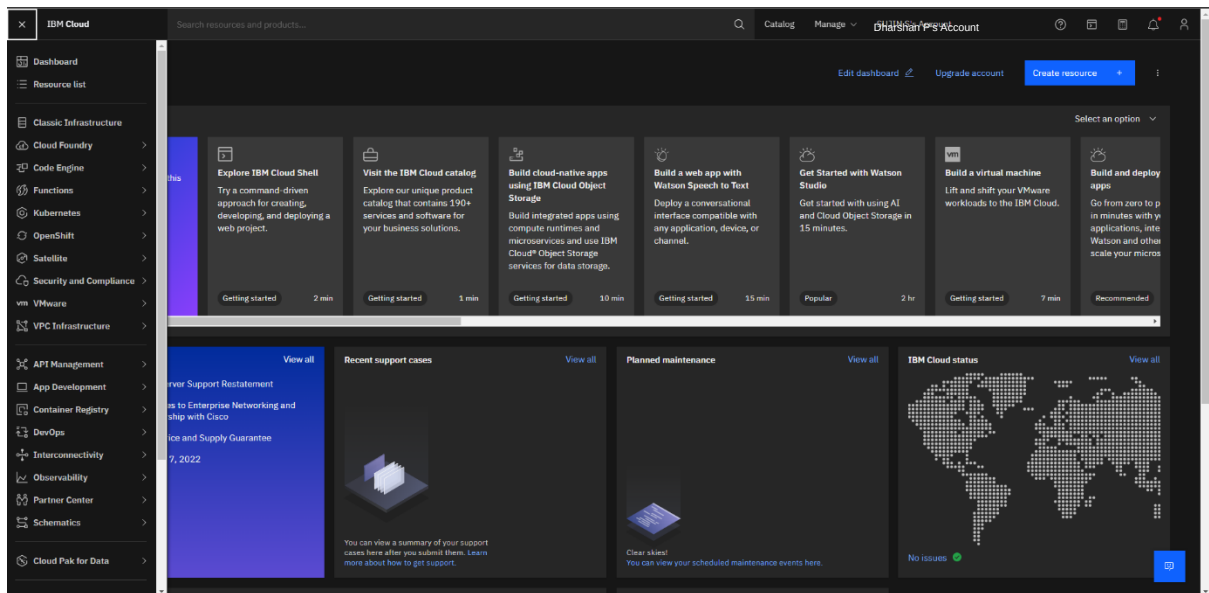 IBM Cloud
Search resources and products...
Catalog
Manage
Dharshan P's Account
Dashboard
Resource list
Classic Infrastructure
Cloud Foundry
Code Engine
Functions
Kubernetes
OpenShift
Satellite
Security and Compliance
VMware
VPC Infrastructure
API Management
App Development
Container Registry
DevOps
Interconnectivity
Observability
Partner Center
Schematics
Cloud Pak for Data
Edit dashboard
Upgrade account
Create resource +
Select an option
this
Explore IBM Cloud Shell
Try a command-driven
approach for creating,
developing, and deploying a
web project.
Getting started
2 min
Visit the IBM Cloud catalog
Explore our unique product
catalog that contains 190+
services and software for
your business solutions.
Getting started
1 min
Build cloud-native apps
using IBM Cloud Object
Storage
Build integrated apps using
compute runtimes and
microservices and use IBM
Cloud® Object Storage
services for data storage.
Getting started
10 min
Build a web app with
Watson Speech to Text
Deploy a conversational
interface compatible with
any application, device, or
channel.
Getting started
15 min
Get Started with Watson
Studio
Get started with using AI
and Cloud Object Storage in
15 minutes.
Popular
2 hr
vm
Build a virtual machine
Lift and shift your VMware
workloads to the IBM Cloud.
Getting started
7 min
Build and deploy
apps
Go from zero to p
in minutes with y
applications, inte
Watson and other
scale your micros
Recommended
View all
rver Support Restatement
es to Enterprise Networking and
ship with Cisco
ice and Supply Guarantee
7, 2022
Recent support cases
View all
You can view a summary of your support
cases here after you submit them. Learn
more about how to get support.
Planned maintenance
View all
Clear skies!
You can view your scheduled maintenance events here.
IBM Cloud status
View all
No issues